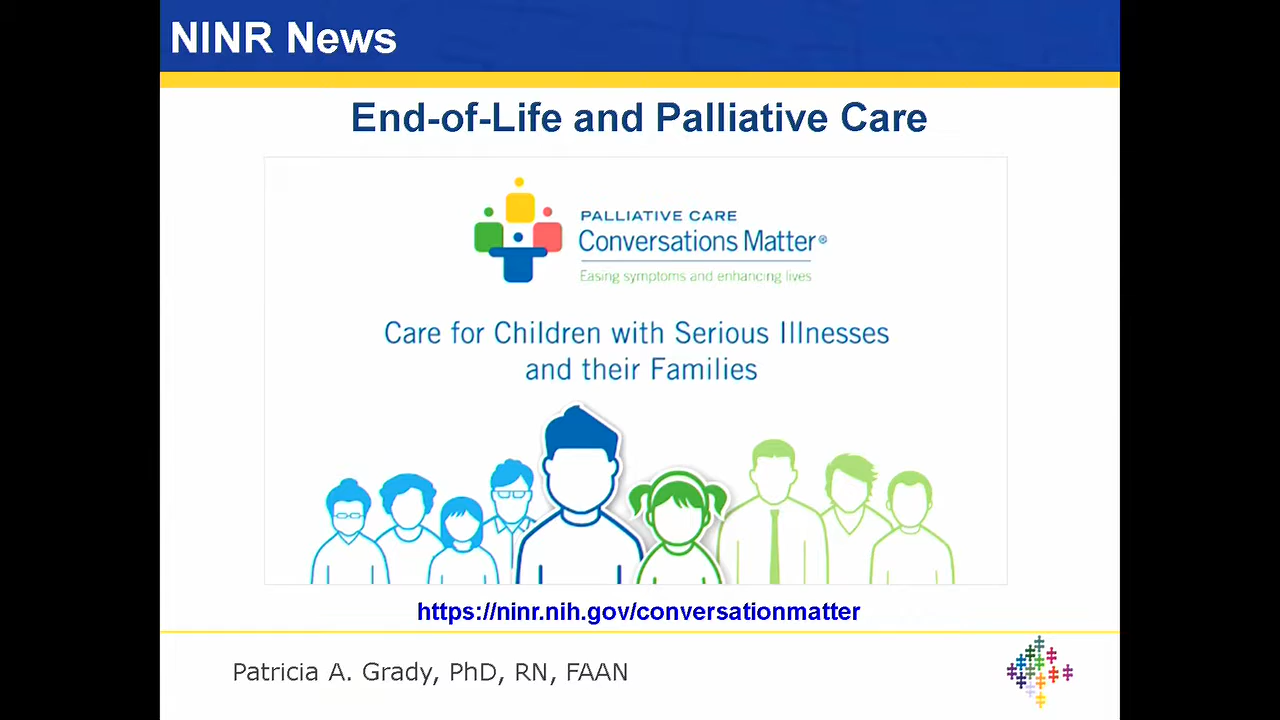 NINR News
End-of-Life and Palliative Care
PALLIATIVE CARE
Conversations Matter®
Easing symptoms and enhancing lives
Care for Children with Serious Illnesses
and their Families
https://ninr.nih.gov/conversationmatter
Patricia A. Grady, PhD, RN, FAAN